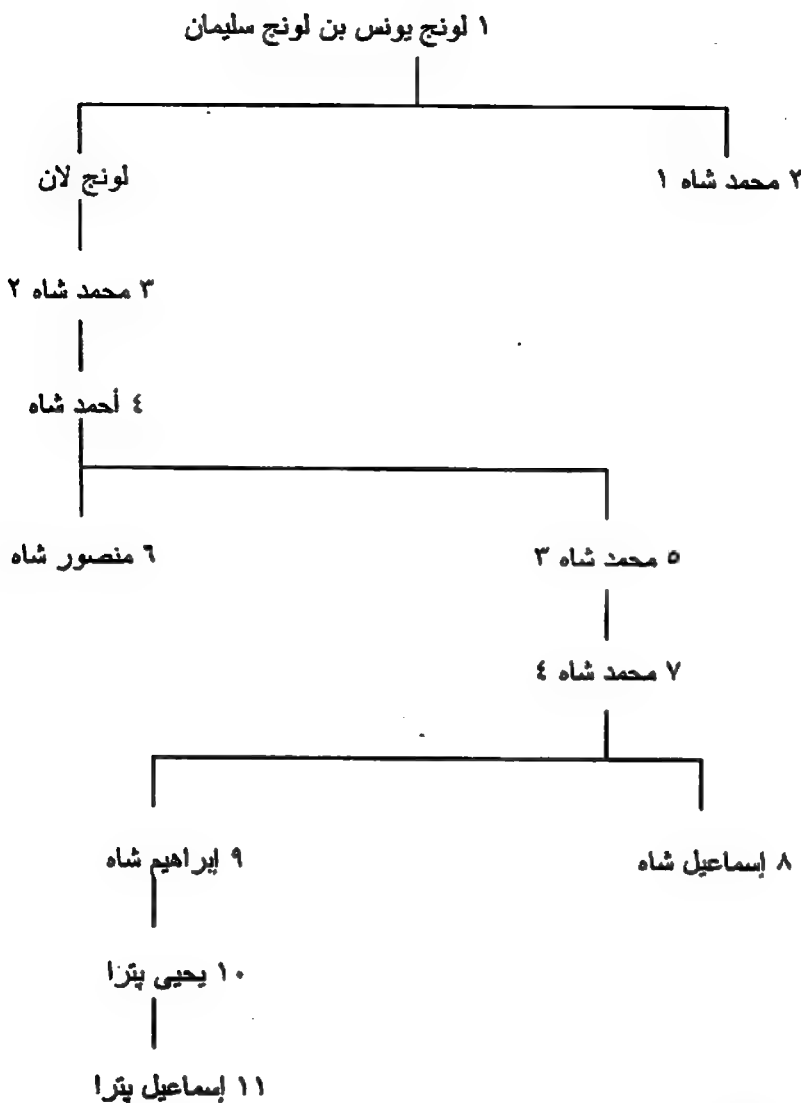 ١ لونج يونس بن لونج سليمان
٢ محمد شاه ١
لونج لان
٣ محمد شاه ٢
٤ أحمد شاه
٥ محمد شاه ٣
٦ منصور شاه
٧ محمد شاه ٤
٨ إسماعيل شاه
٩ إبراهيم شاه
١٠ يحيى پترا
١١ إسماعيل پترا